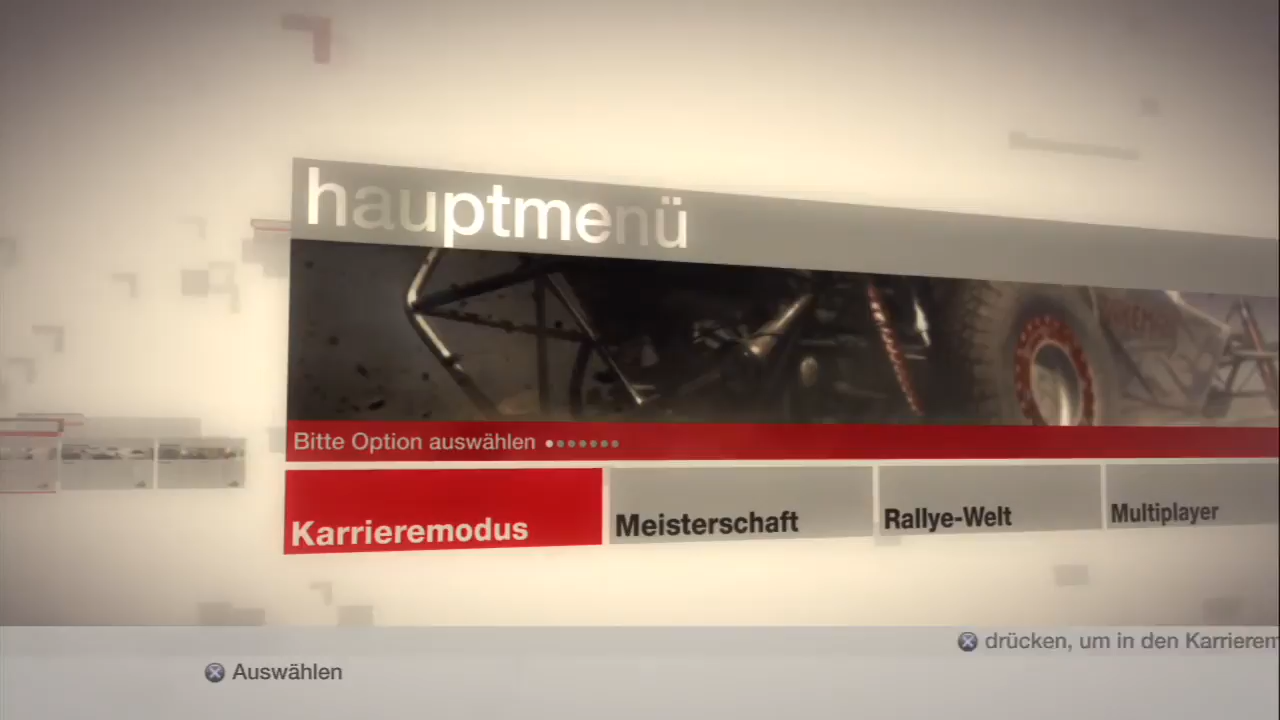 hauptmenü
Bitte Option auswählen
Karrieremodus
Meisterschaft
Rallye-Welt
Multiplayer
drücken, um in den Karrierem
Auswählen